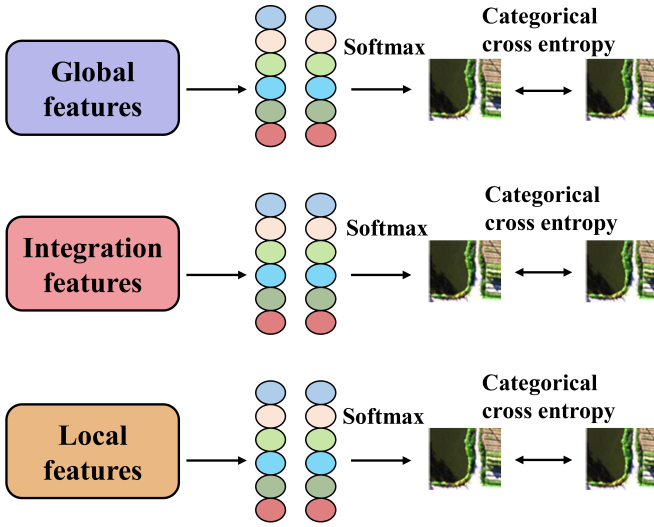 Global
features
Softmax
Categorical
cross entropy
Integration
features
Softmax
Categorical
cross entropy
Local
features
Softmax
Categorical
cross entropy